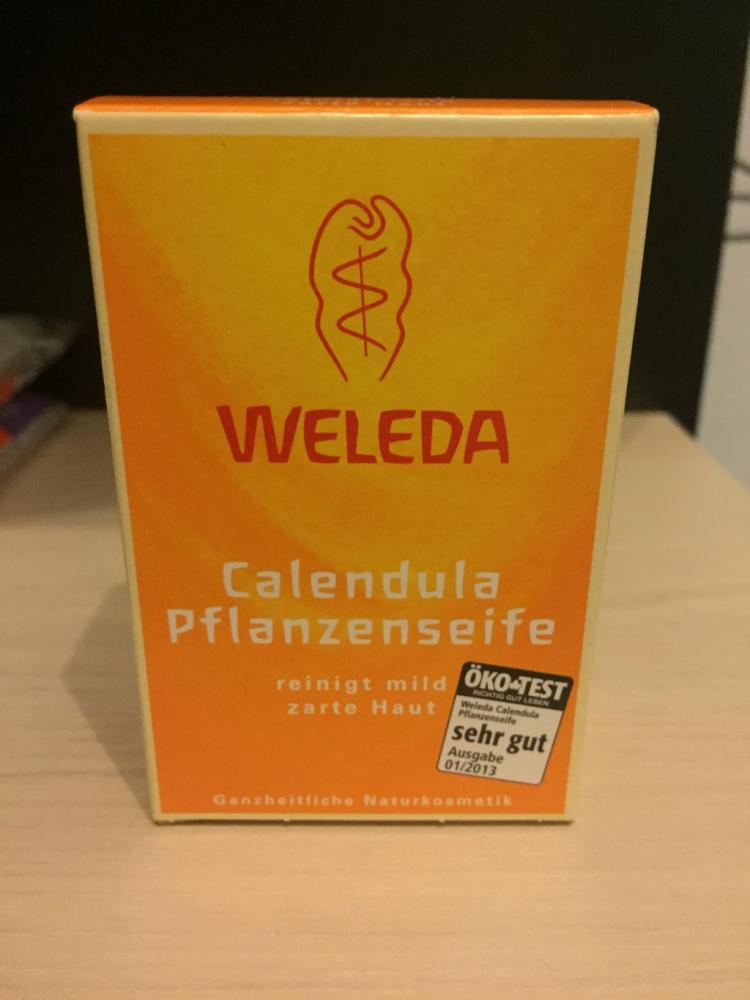 WELEDA
Calendula
Pflanzenseife
reinigt mild
zarte Haut
ÖKO-TEST
RICHTIG GUT LEBEN
Weleda Calendula
Pflanzenseife
sehr gut
Ausgabe
01/2013
Ganzheitliche Naturkosmetik